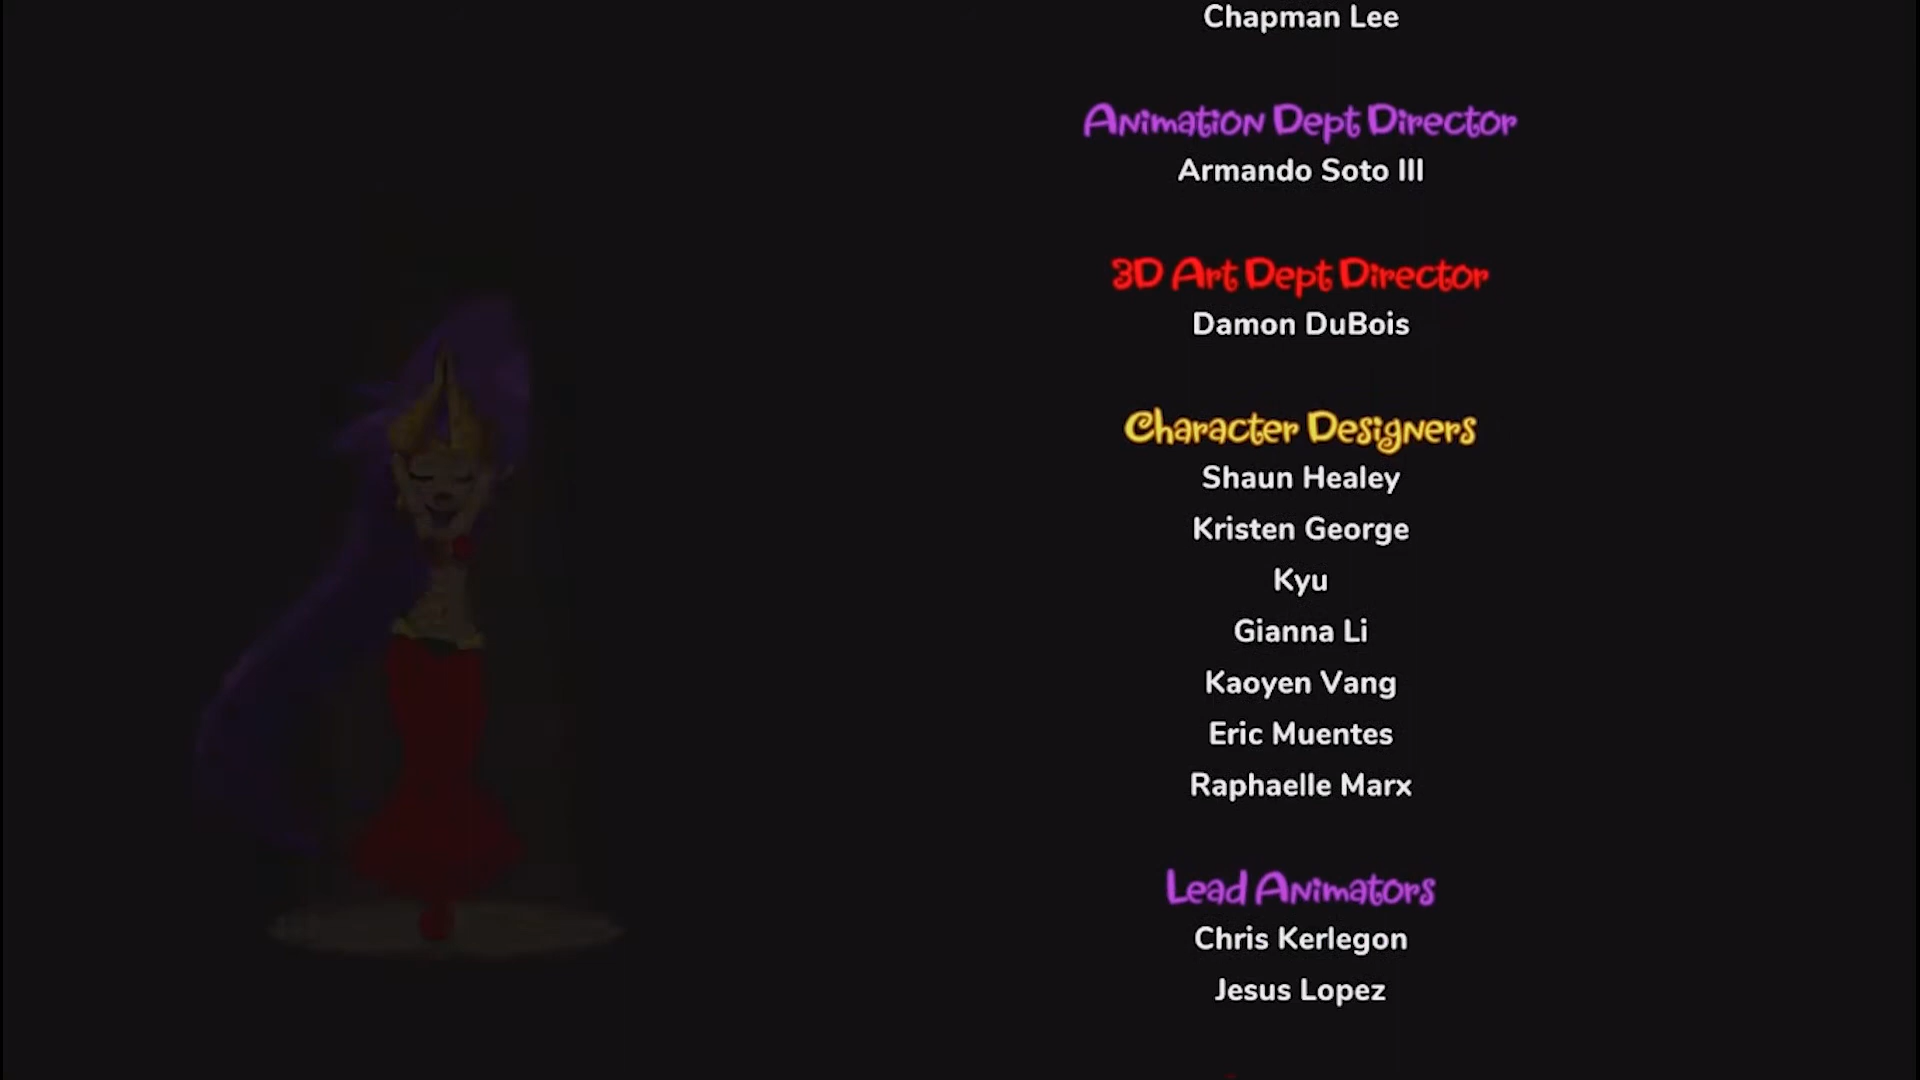 Chapman Lee
Animation Dept Director
Armando Soto III
3D Art Dept Director
Damon DuBois
Character Designers
Shaun Healey
Kristen George
Kyu
Gianna Li
Kaoyen Vang
Eric Muentes
Raphaelle Marx
Lead Animators
Chris Kerlegon
Jesus Lopez